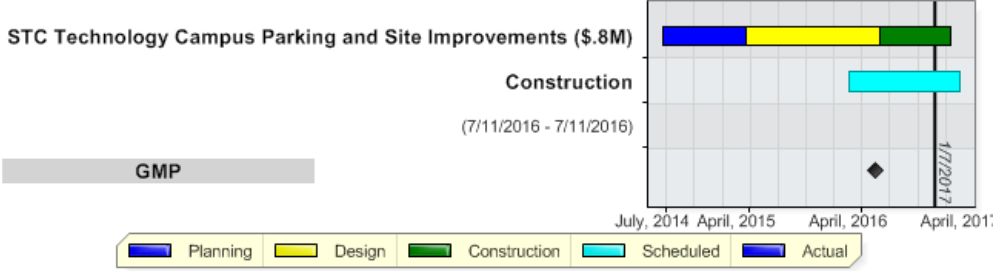 STC Technology Campus Parking and Site Improvements ($.8M)
Construction
(7/11/2016 - 7/11/2016)
GMP
1/7/2017
July, 2014 April, 2015 April, 2016 April, 2017
Planning Design Construction Scheduled Actual